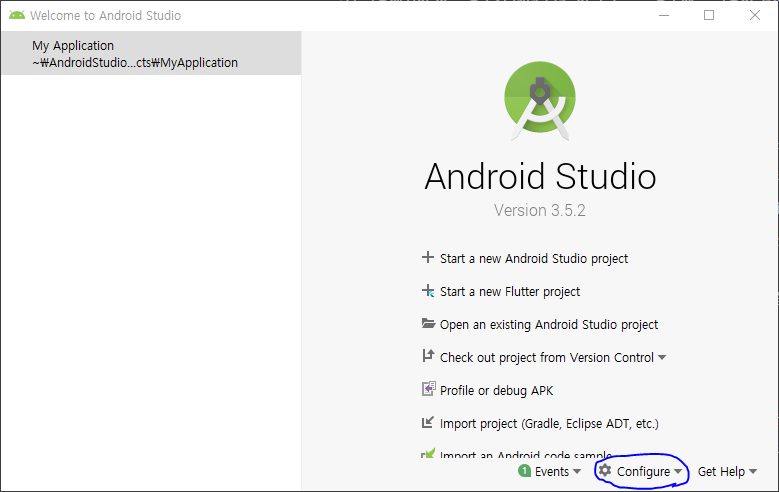 Welcome to Android Studio
My Application
~₩AndroidStudio...cts₩MyApplication
Android Studio
Version 3.5.2
Start a new Android Studio project
Start a new Flutter project
Open an existing Android Studio project
Check out project from Version Control
Profile or debug APK
Import project (Gradle, Eclipse ADT, etc.)
Import an Android code sample
1 Events Configure Get Help